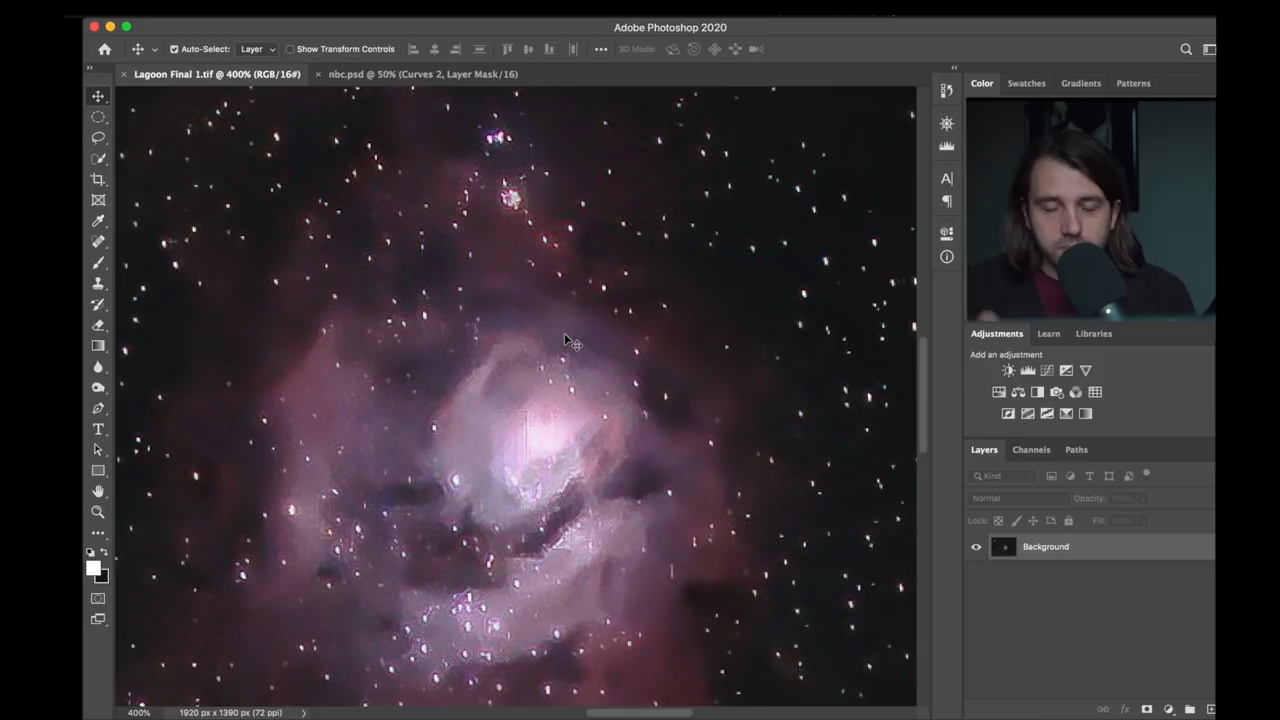 Adobe Photoshop 2020
Auto-Select: Layer Show Transform Controls 3D Mode:
Lagoon Final 1.tif @ 400% (RGB/16#) nbc.psd @ 50% (Curves 2, Layer Mask/16)
Color Swatches Gradients Patterns
Adjustments Learn Libraries
Add an adjustment
Layers Channels Paths
Kind
Normal Opacity: 100%
Lock: Fill: 100%
Background
400% 1920 px x 1390 px (72 ppi)